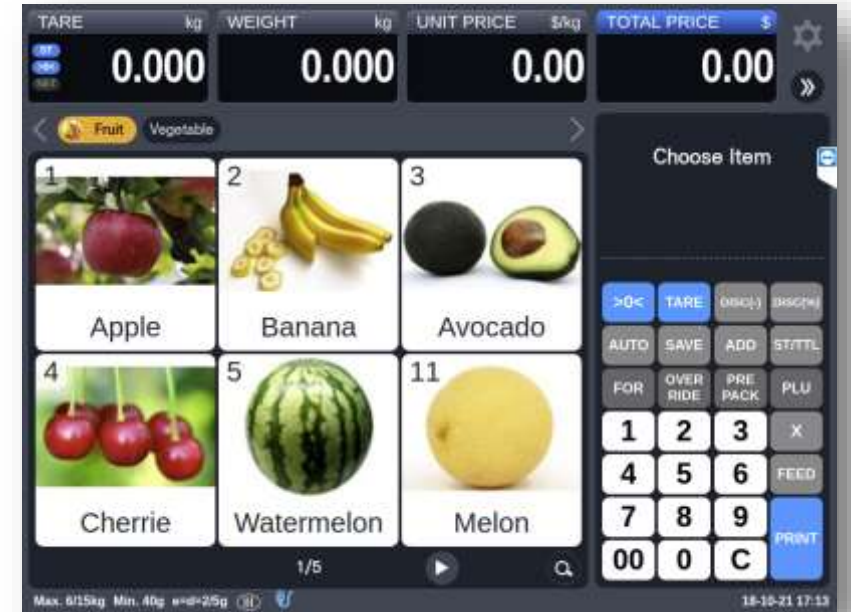 TARE kg WEIGHT kg UNIT PRICE $/kg TOTAL PRICE $
0.000 0.000 0.00 0.00
Fruit Vegetable
Choose Item
1 2 3
Apple Banana Avocado
4 5 11
Cherrie Watermelon Melon
1/5
>0< TARE DISC(-) DISC(%)
AUTO SAVE ADD ST/TTL
FOR OVER RIDE PRE PACK PLU
1 2 3 X
4 5 6 FEED
7 8 9 PRINT
00 0 C
Max. 6/15kg Min. 40g e=d=2/5g
18-10-21 17:13